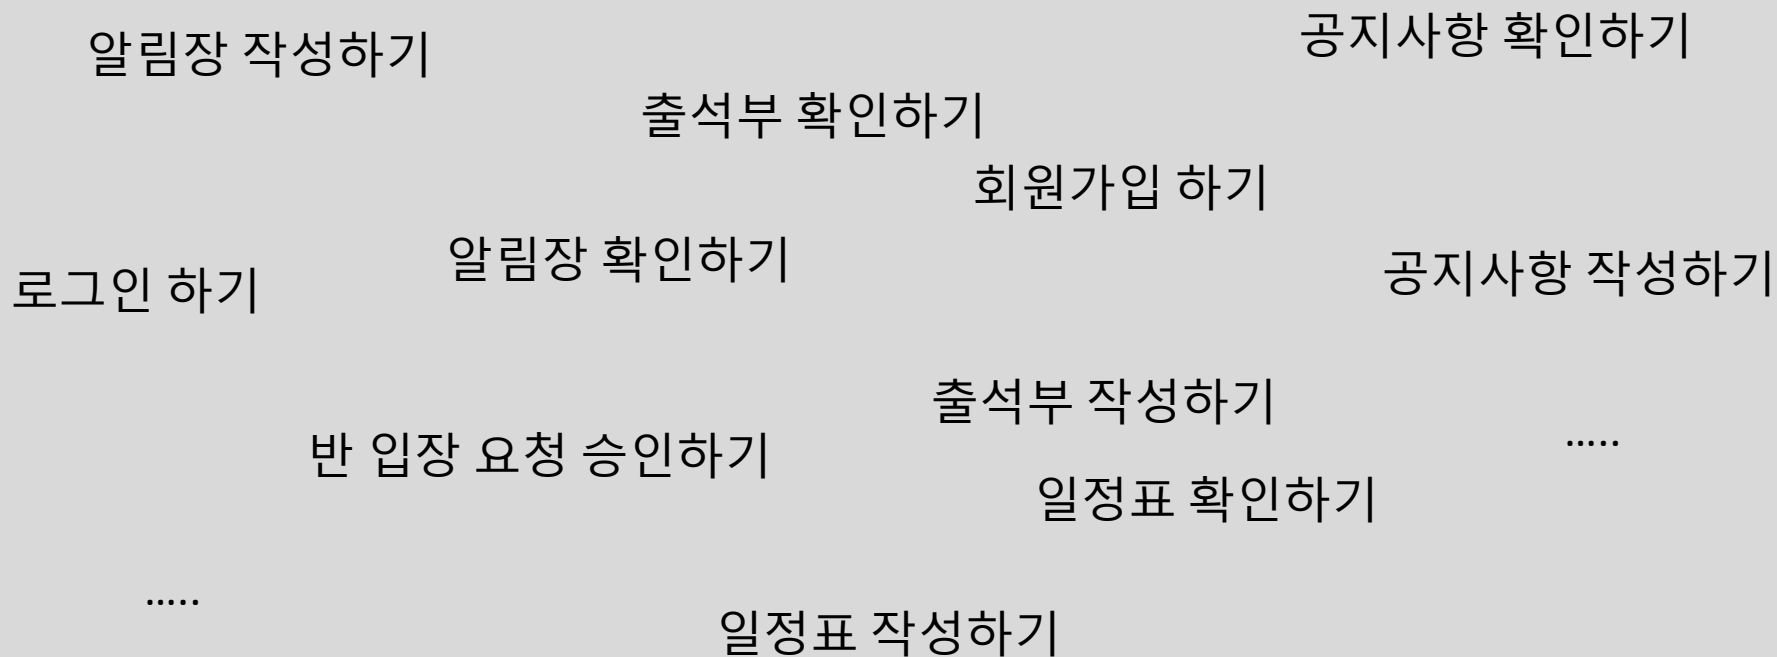 공지사항 확인하기
알림장 작성하기
출석부 확인하기
회원가입 하기
알림장 확인하기
공지사항 작성하기
로그인 하기
출석부 작성하기
.....
반 입장 요청 승인하기
일정표 확인하기
.....
일정표 작성하기